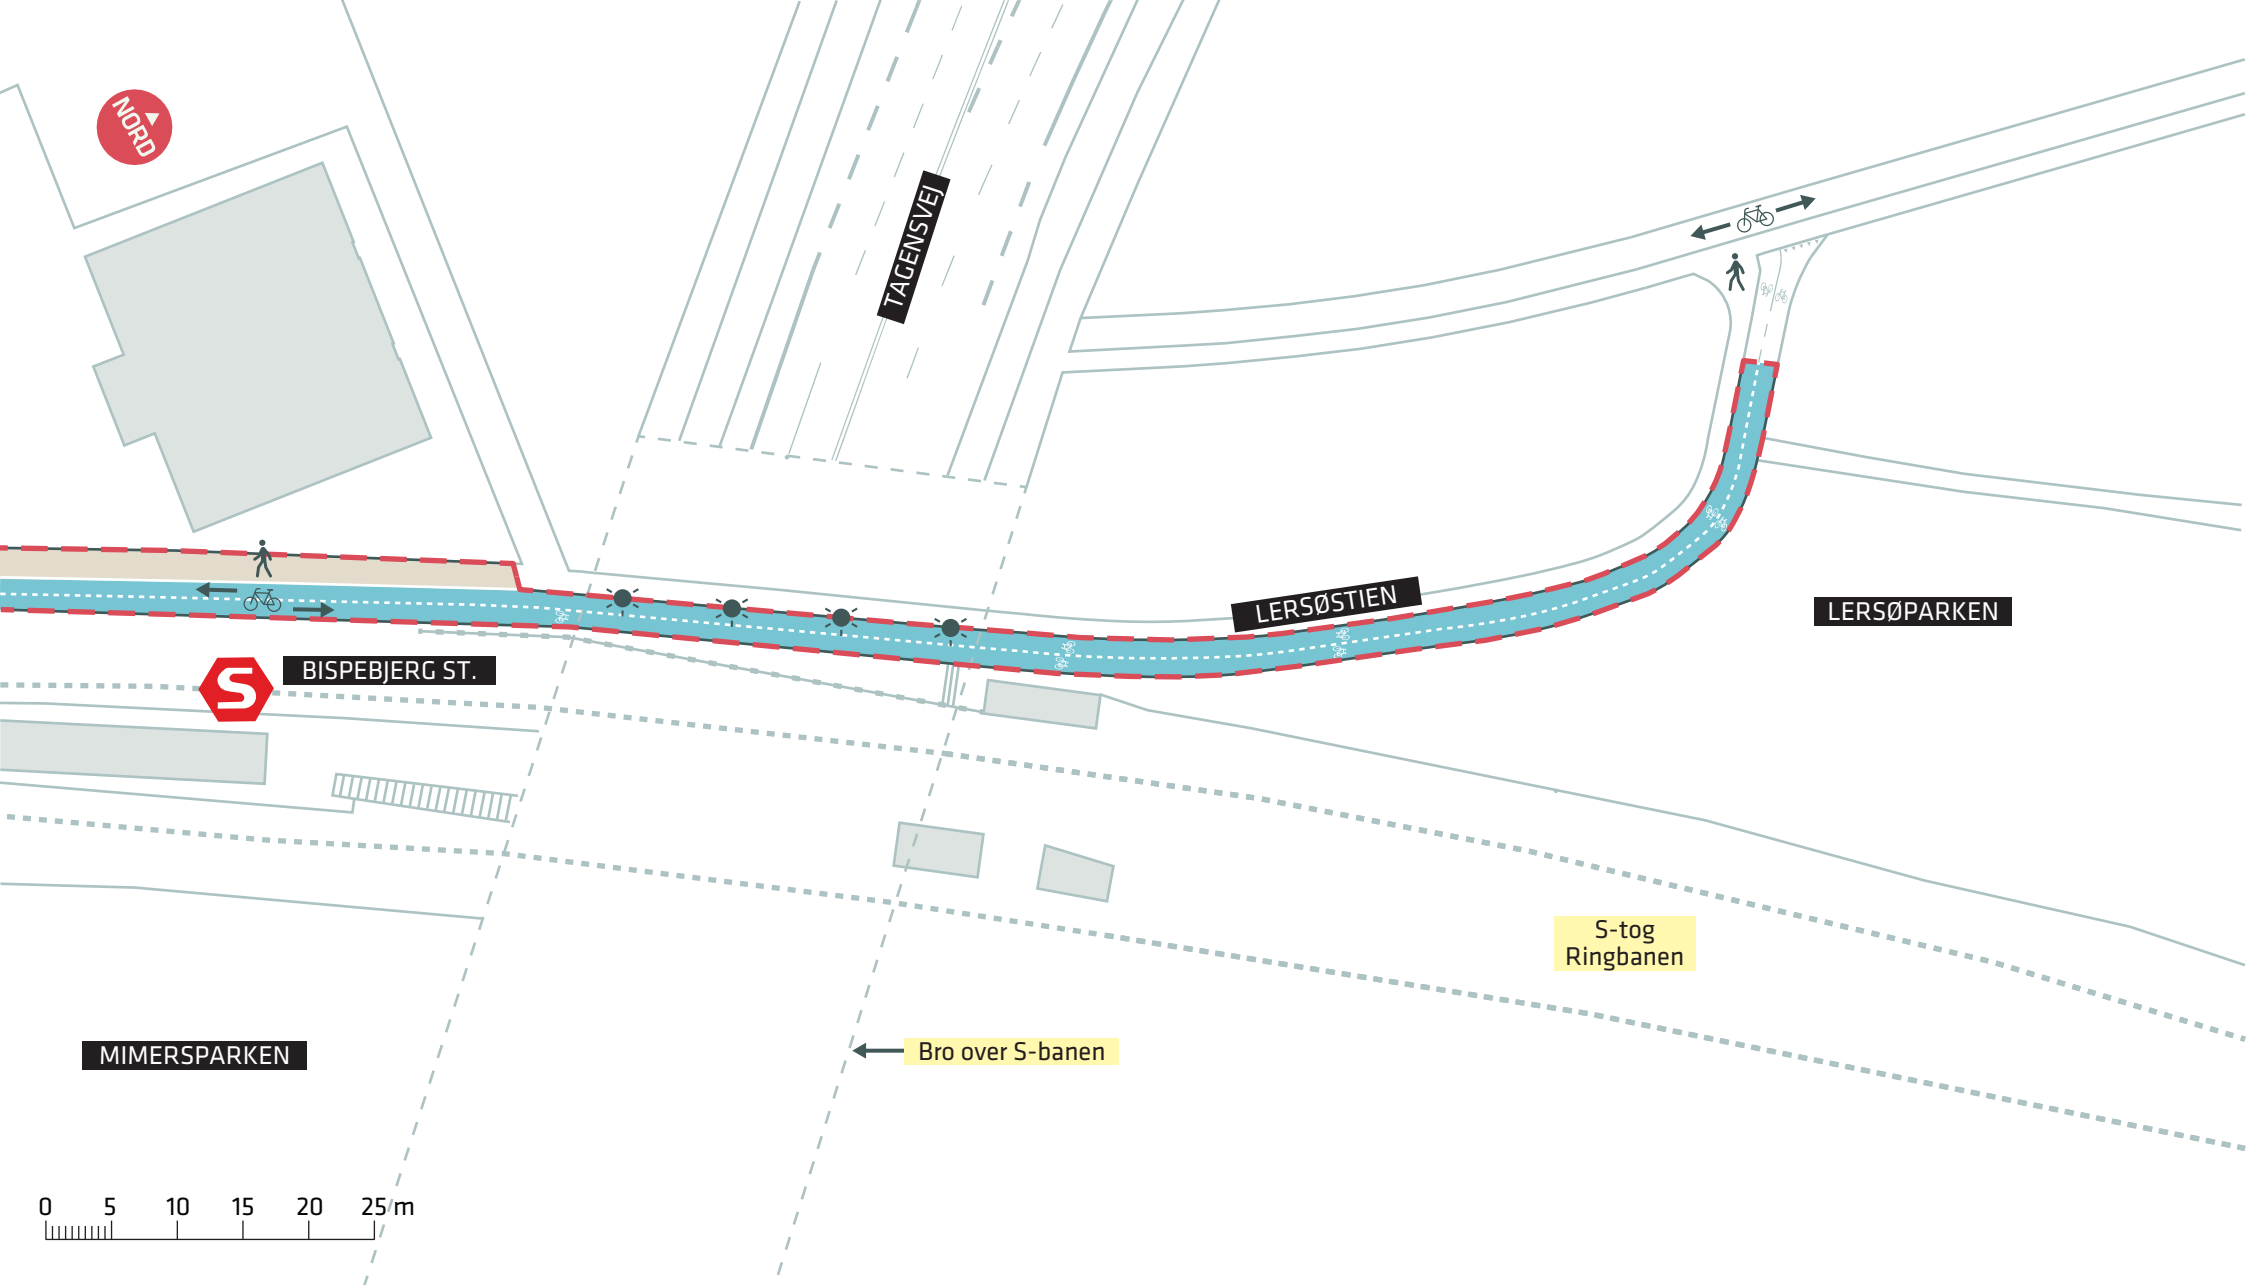 NORD
TAGENSVEJ
LERSØSTIEN
LERSØPARKEN
S
BISPEBJERG ST.
S-tog
Ringbanen
Bro over S-banen
MIMERSPARKEN
0 5 10 15 20 25 m